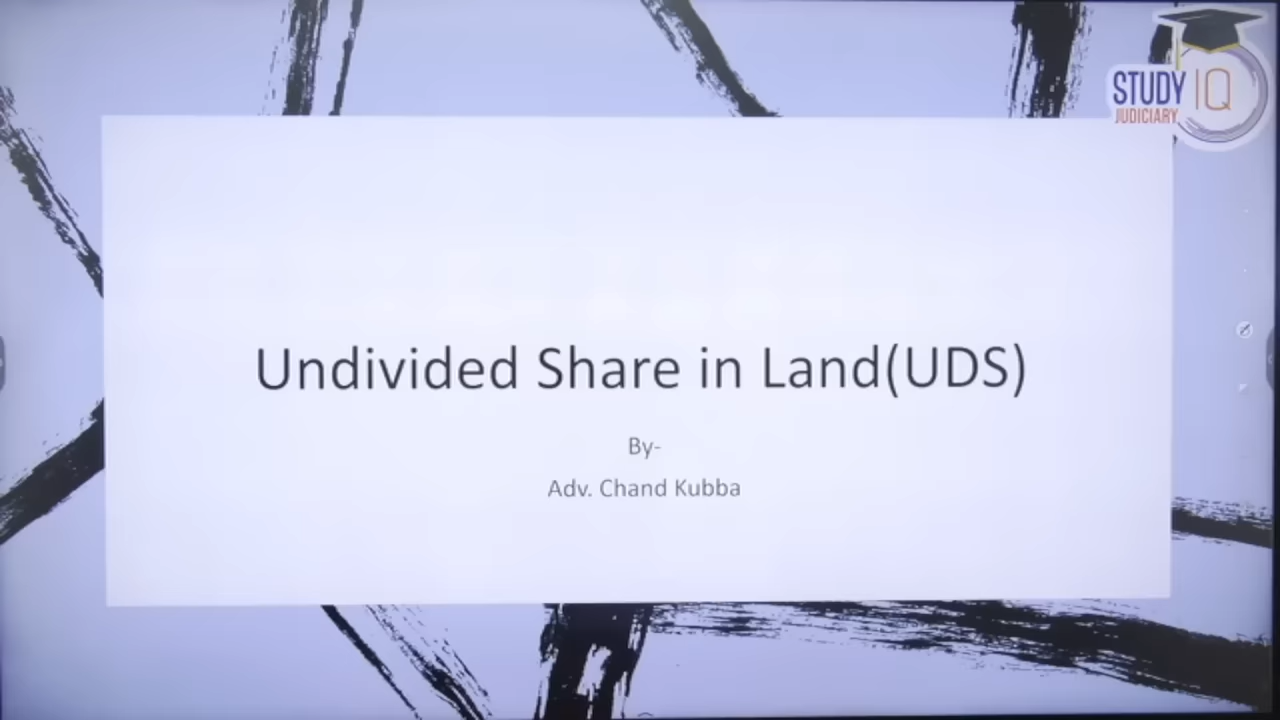 STUDY IQ
JUDICIARY
Undivided Share in Land(UDS)
By-
Adv. Chand Kubba